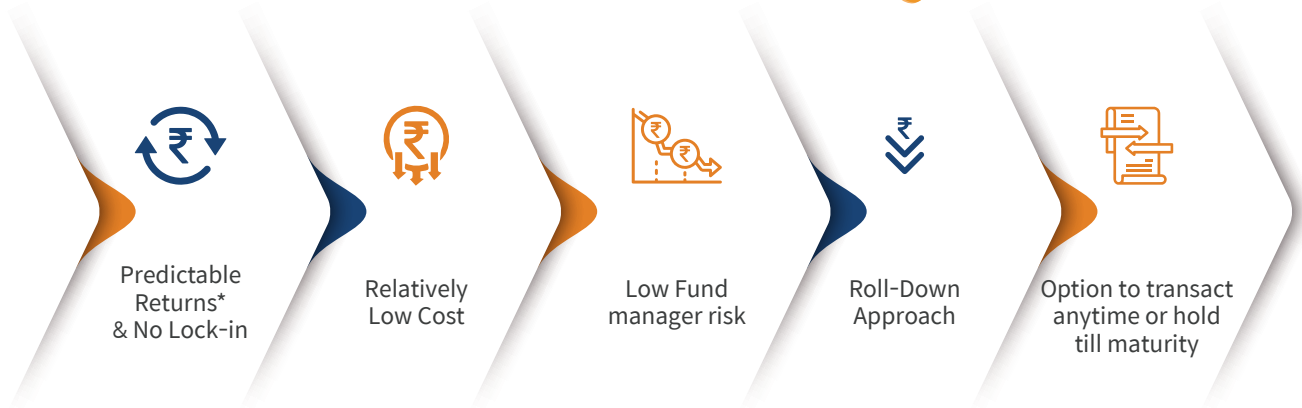 Predictable
Returns*
& No Lock-in
Relatively
Low Cost
Low Fund
manager risk
Roll-Down
Approach
Option to transact
anytime or hold
till maturity